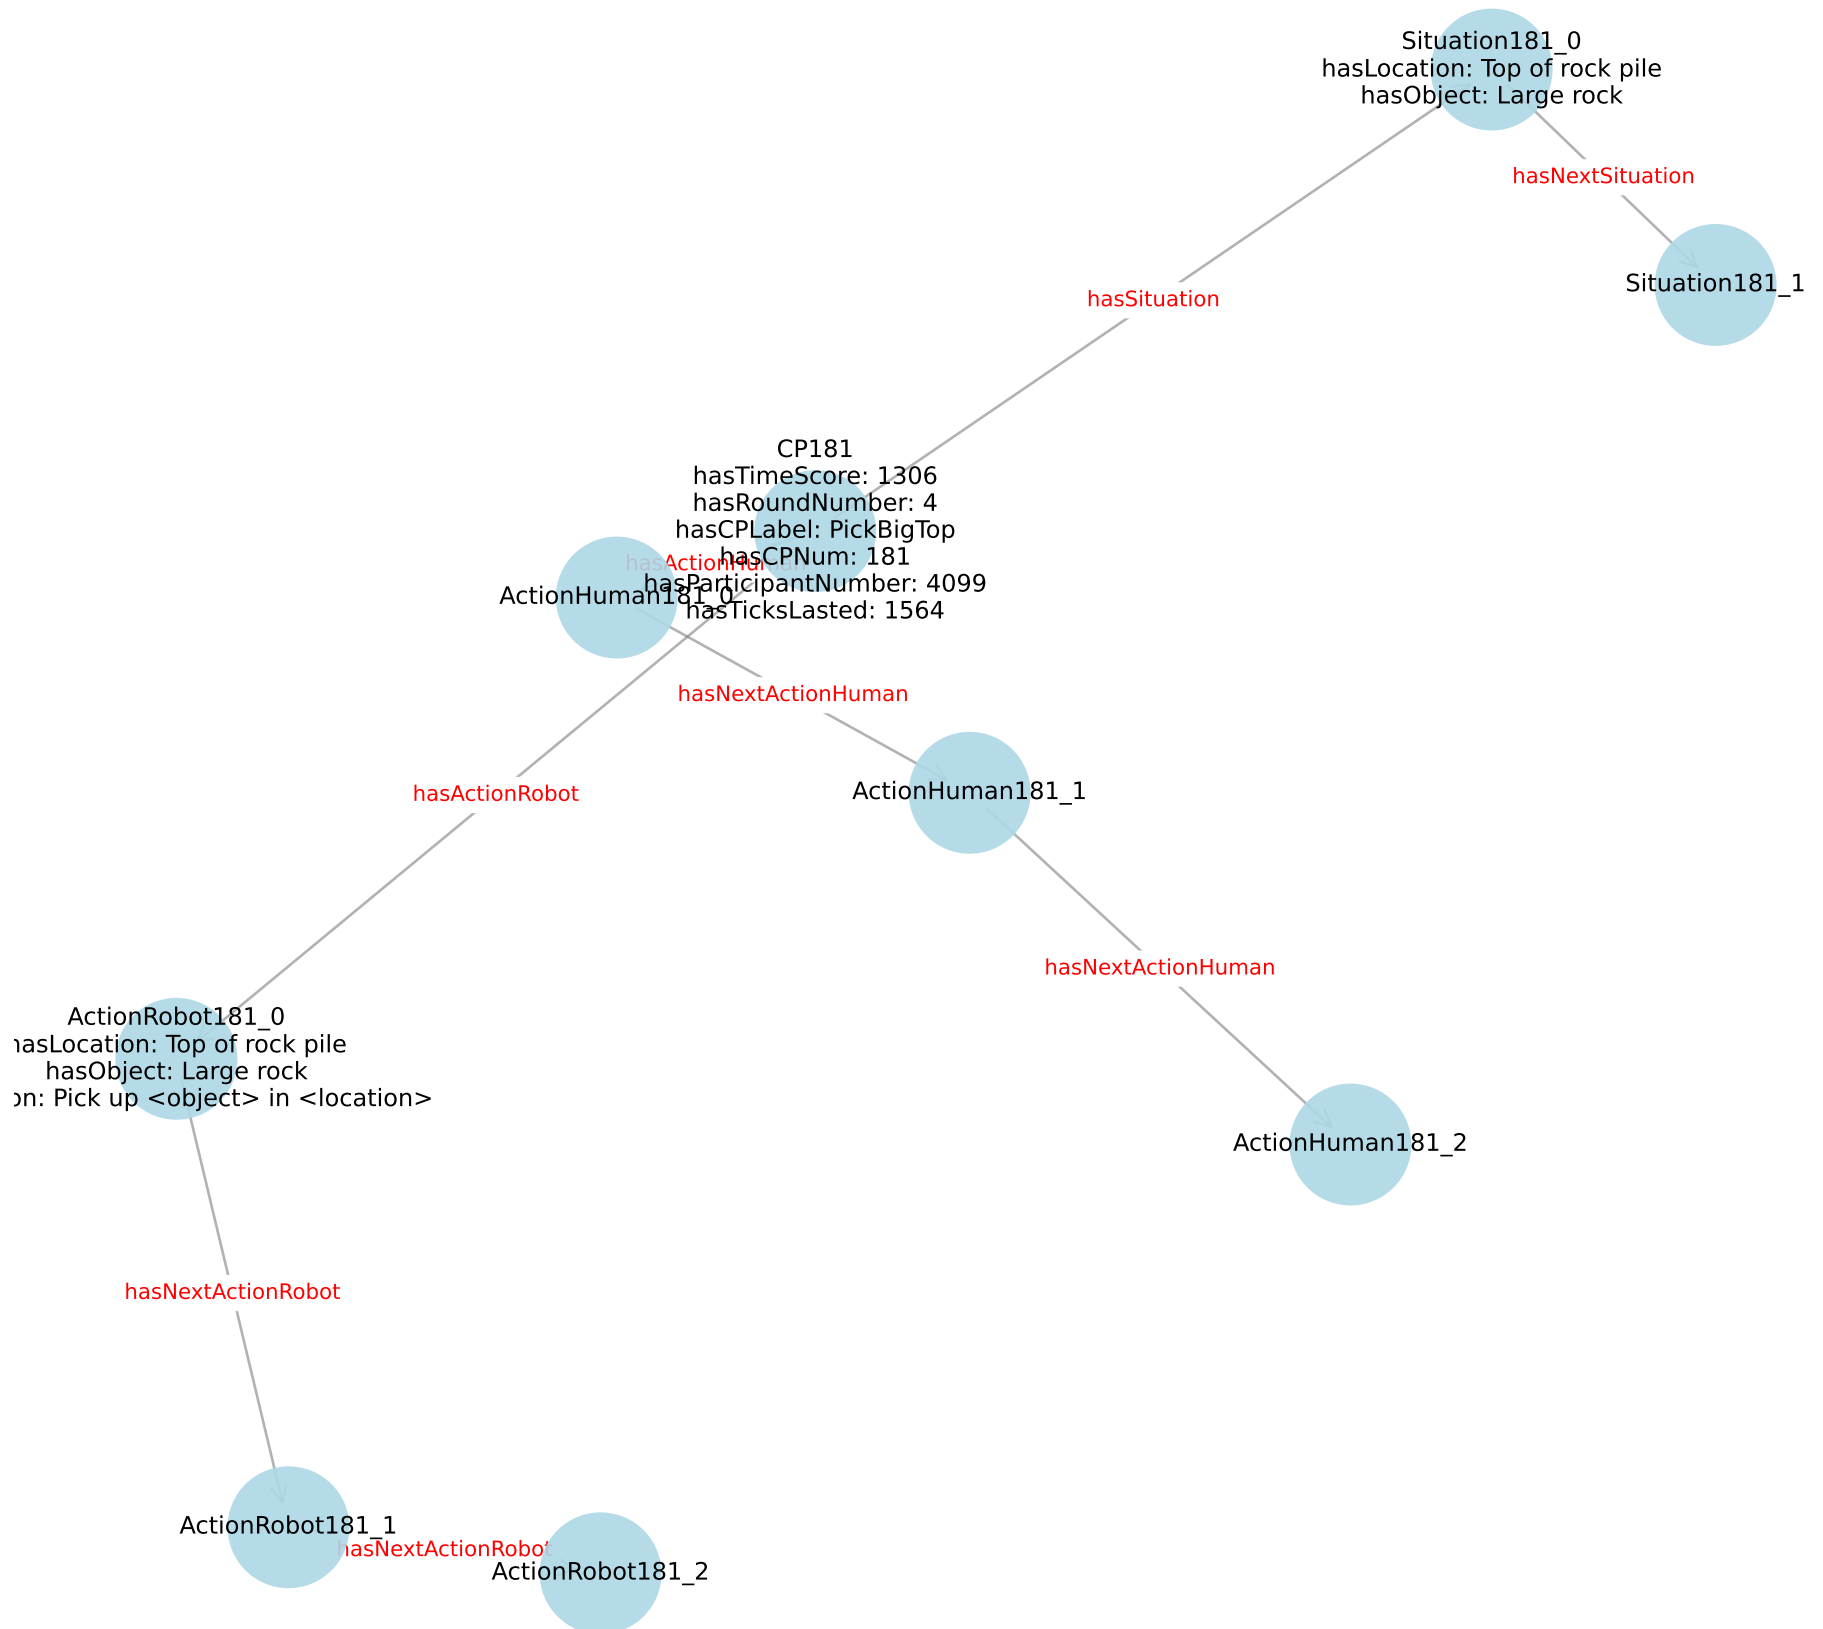 Situation181_0
hasLocation: Top of rock pile
hasObject: Large rock
hasNextSituation
Situation181_1
hasSituation
CP181
hasTimeScore: 1306
hasRoundNumber: 4
hasCPLabel: PickBigTop
hasCPNum: 181
hasParticipantNumber: 4099
hasTicksLasted: 1564
hasActionHuman
ActionHuman181_0
hasNextActionHuman
ActionHuman181_1
hasActionRobot
hasNextActionHuman
ActionHuman181_2
ActionRobot181_0
hasLocation: Top of rock pile
hasObject: Large rock
on: Pick up <object> in <location>
hasNextActionRobot
ActionRobot181_1
hasNextActionRobot
ActionRobot181_2